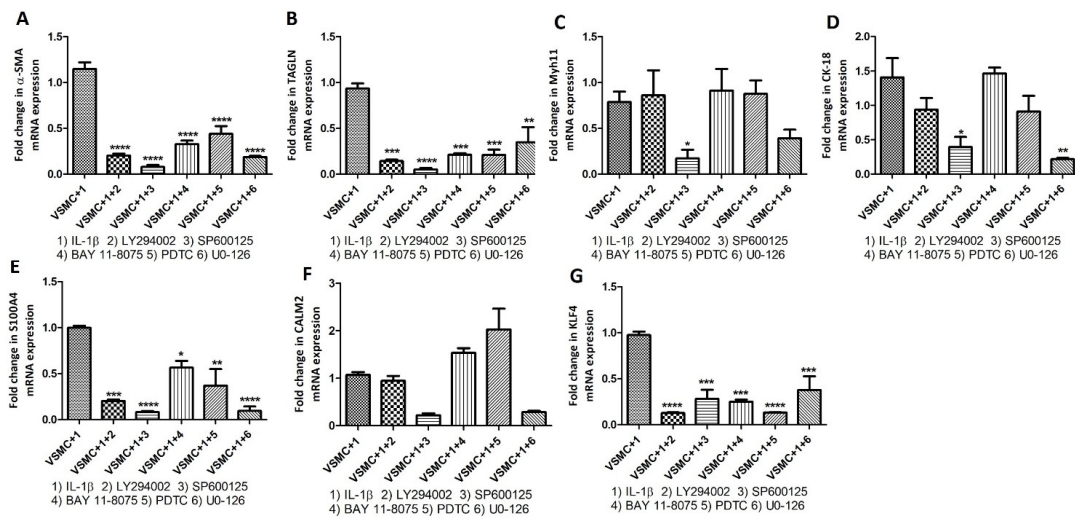 A
Fold change in α-SMA
mRNA expression
1.5
1.0
0.5
0.0
****
****
****
****
****
VSMC+1
VSMC+1+2
VSMC+1+3
VSMC+1+4
VSMC+1+5
VSMC+1+6
1) IL-1β 2) LY294002 3) SP600125
4) BAY 11-8075 5) PDTC 6) U0-126
B
Fold change in TAGLN
mRNA expression
1.5
1.0
0.5
0.0
***
****
***
***
**
VSMC+1
VSMC+1+2
VSMC+1+3
VSMC+1+4
VSMC+1+5
VSMC+1+6
1) IL-1β 2) LY294002 3) SP600125
4) BAY 11-8075 5) PDTC 6) U0-126
C
Fold change in Myh11
mRNA expression
1.5
1.0
0.5
0.0
*
VSMC+1
VSMC+1+2
VSMC+1+3
VSMC+1+4
VSMC+1+5
VSMC+1+6
1) IL-1β 2) LY294002 3) SP600125
4) BAY 11-8075 5) PDTC 6) U0-126
D
Fold change in CK-18
mRNA expression
2.0
1.5
1.0
0.5
0.0
*
**
VSMC+1
VSMC+1+2
VSMC+1+3
VSMC+1+4
VSMC+1+5
VSMC+1+6
1) IL-1β 2) LY294002 3) SP600125
4) BAY 11-8075 5) PDTC 6) U0-126
E
Fold change in S100A4
mRNA expression
1.5
1.0
0.5
0.0
***
****
*
**
****
VSMC+1
VSMC+1+2
VSMC+1+3
VSMC+1+4
VSMC+1+5
VSMC+1+6
1) IL-1β 2) LY294002 3) SP600125
4) BAY 11-8075 5) PDTC 6) U0-126
F
Fold change in CALM2
mRNA expression
3
2
1
0
VSMC+1
VSMC+1+2
VSMC+1+3
VSMC+1+4
VSMC+1+5
VSMC+1+6
1) IL-1β 2) LY294002 3) SP600125
4) BAY 11-8075 5) PDTC 6) U0-126
G
Fold change in KLF4
mRNA expression
1.5
1.0
0.5
0.0
****
***
***
****
***
VSMC+1
VSMC+1+2
VSMC+1+3
VSMC+1+4
VSMC+1+5
VSMC+1+6
1) IL-1β 2) LY294002 3) SP600125
4) BAY 11-8075 5) PDTC 6) U0-126